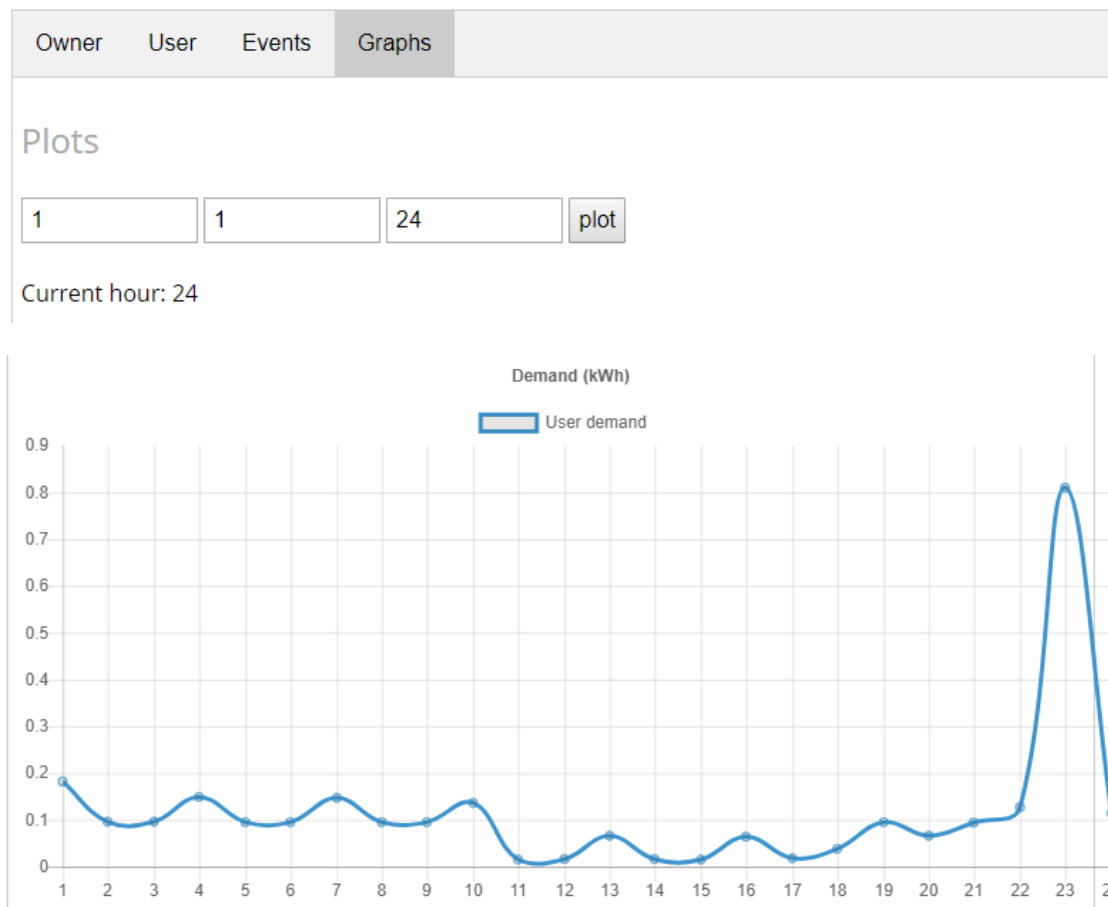 Owner User Events Graphs
Plots
1 1 24 plot
Current hour: 24
Demand (kWh)
User demand
0.9
0.8
0.7
0.6
0.5
0.4
0.3
0.2
0.1
0
1 2 3 4 5 6 7 8 9 10 11 12 13 14 15 16 17 18 19 20 21 22 23